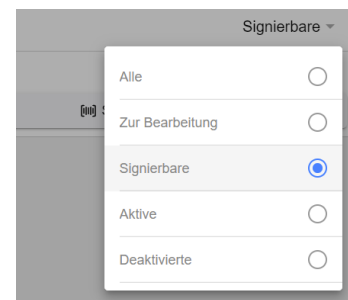 Signierbare
Alle
Zur Bearbeitung
Signierbare
Aktive
Deaktivierte